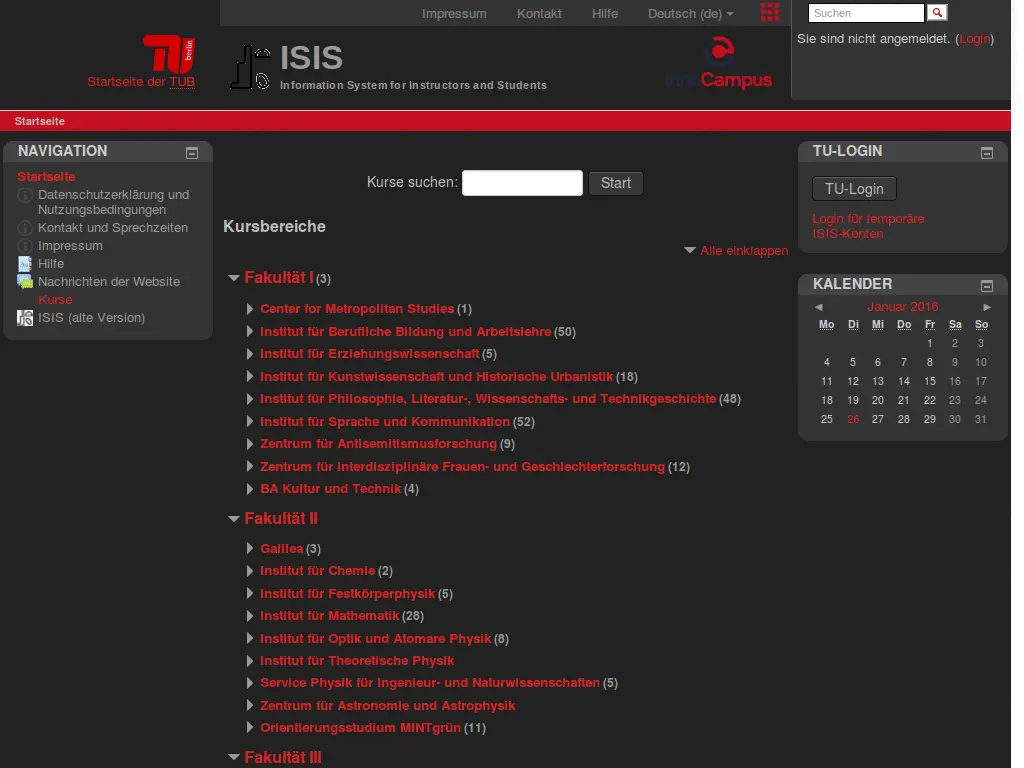 Impressum Kontakt Hilfe Deutsch (de)
Suchen
Sie sind nicht angemeldet. (Login)
TU berlin
Startseite der TUB
ISIS
Information System for Instructors and Students
innoCampus
Startseite
NAVIGATION
Startseite
Datenschutzerklärung und
Nutzungsbedingungen
Kontakt und Sprechzeiten
Impressum
Hilfe
Nachrichten der Website
Kurse
ISIS (alte Version)
Kurse suchen: Start
Kursbereiche
Alle einklappen
Fakultät I (3)
Center for Metropolitan Studies (1)
Institut für Berufliche Bildung und Arbeitslehre (50)
Institut für Erziehungswissenschaft (5)
Institut für Kunstwissenschaft und Historische Urbanistik (18)
Institut für Philosophie, Literatur-, Wissenschafts- und Technikgeschichte (48)
Institut für Sprache und Kommunikation (52)
Zentrum für Antisemitismusforschung (9)
Zentrum für Interdisziplinäre Frauen- und Geschlechterforschung (12)
BA Kultur und Technik (4)
Fakultät II
Galilea (3)
Institut für Chemie (2)
Institut für Festkörperphysik (5)
Institut für Mathematik (28)
Institut für Optik und Atomare Physik (8)
Institut für Theoretische Physik
Service Physik für Ingenieur- und Naturwissenschaften (5)
Zentrum für Astronomie und Astrophysik
Orientierungsstudium MINTgrün (11)
Fakultät III
TU-LOGIN
TU-Login
Login für temporäre
ISIS-Konten
KALENDER
◄ Januar 2016 ►
Mo Di Mi Do Fr Sa So
1 2 3
4 5 6 7 8 9 10
11 12 13 14 15 16 17
18 19 20 21 22 23 24
25 26 27 28 29 30 31